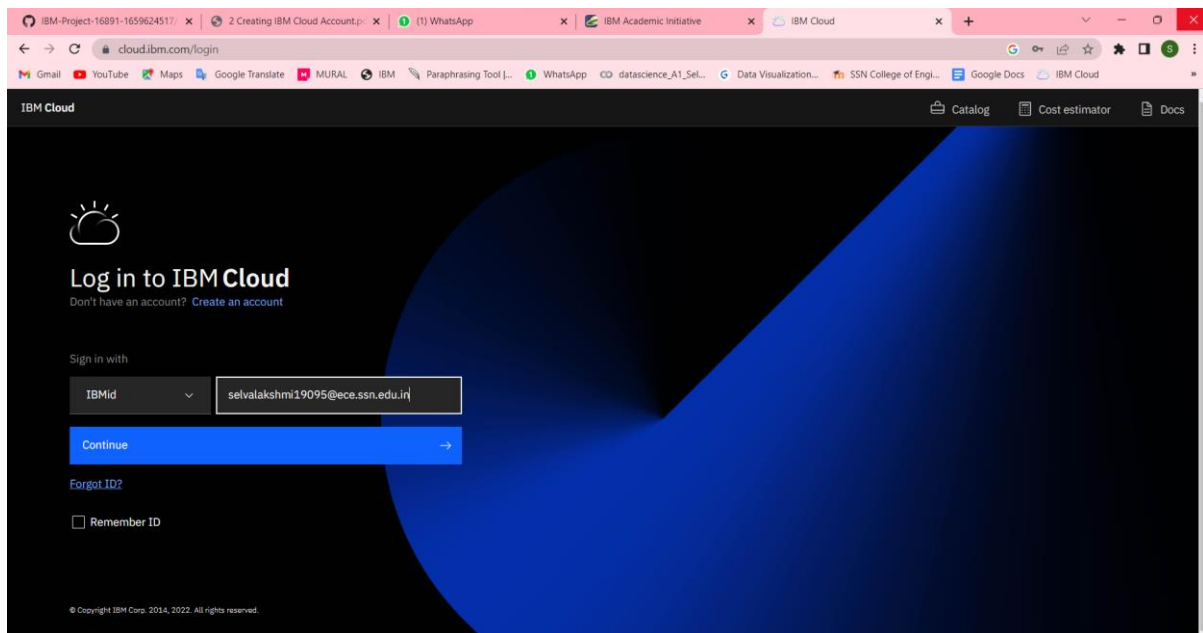 IBM-Project-16891-1659624517/
2 Creating IBM Cloud Account.p
(1) WhatsApp
IBM Academic Initiative
IBM Cloud
cloud.ibm.com/login
S
Gmail YouTube Maps Google Translate MURAL IBM Paraphrasing Tool |... WhatsApp CO datascience_A1_Sel... Data Visualization... SSN College of Engi... Google Docs IBM Cloud »
IBM Cloud Catalog Cost estimator Docs
Log in to IBM Cloud
Don't have an account? Create an account
Sign in with
IBMid selvalakshmi19095@ece.ssn.edu.in
Continue
Forgot ID?
Remember ID
© Copyright IBM Corp. 2014, 2022. All rights reserved.